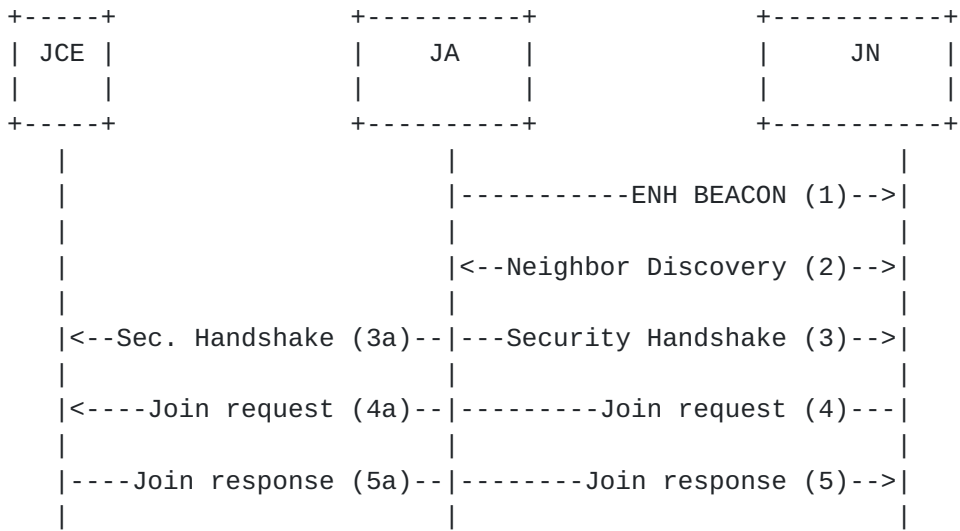 JCE JA JN
ENH BEACON (1)
Neighbor Discovery (2)
Sec. Handshake (3a) Security Handshake (3)
Join request (4a) Join request (4)
Join response (5a) Join response (5)